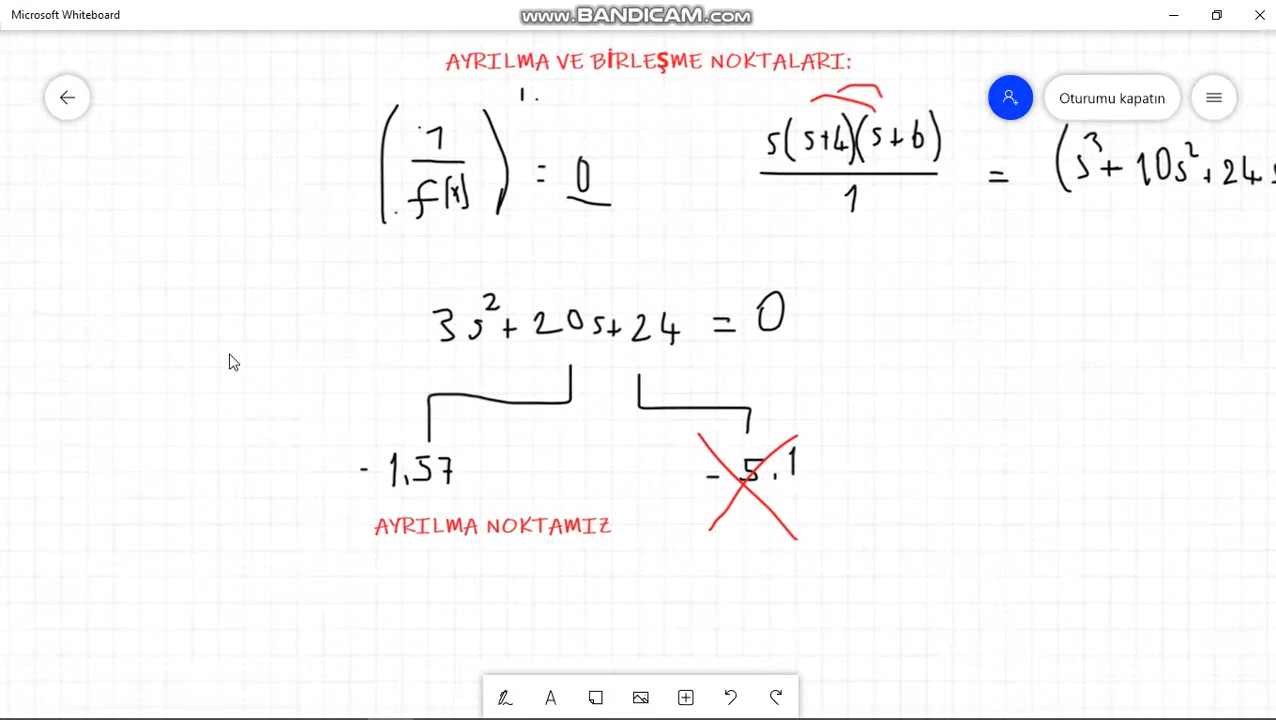 Microsoft Whiteboard
www.BANDICAM.com
AYRILMA VE BİRLEŞME NOKTALARI:
Oturumu kapatın
(1/f(x))' = 0
s(s+4)(s+6)/1 = (s³+10s²+24s
3s²+20s+24 = 0
-1,57
-5.1
AYRILMA NOKTAMIZ
A